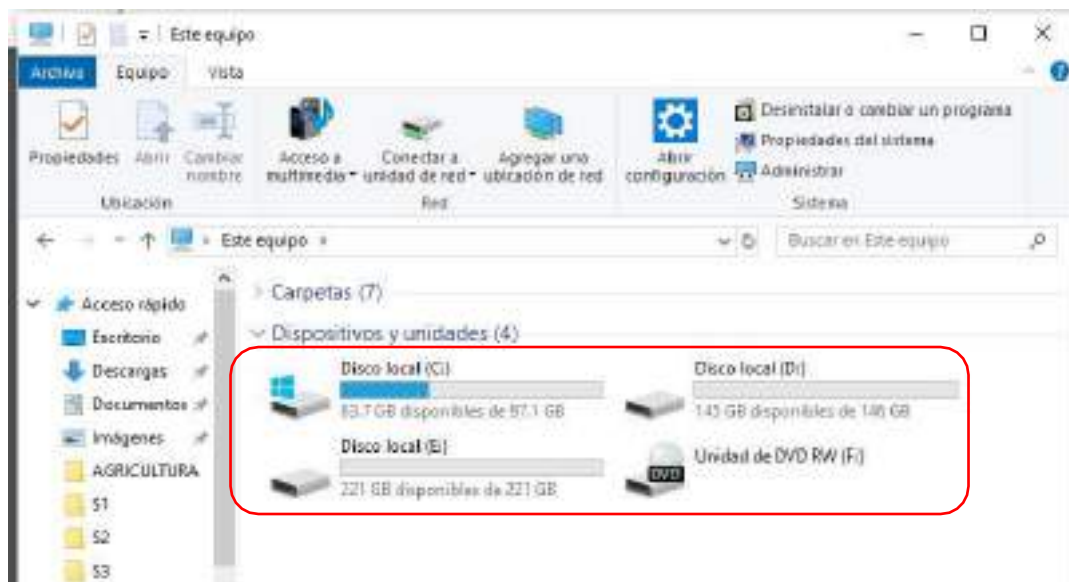 Este equipo
Archivo Equipo Vista
Propiedades Abrir Cambiar nombre
Acceso a multimedia Conectar a unidad de red Agregar una ubicación de red
Abrir configuración
Desinstalar o cambiar un programa
Propiedades del sistema
Administrar
Ubicación Red Sistema
Este equipo Buscar en Este equipo
Acceso rápido
Escritorio
Descargas
Documentos
Imágenes
AGRICULTURA
S1
S2
S3
Carpetas (7)
Dispositivos y unidades (4)
Disco local (C:)
63.7 GB disponibles de 97.1 GB
Disco local (D:)
145 GB disponibles de 146 GB
Disco local (E:)
221 GB disponibles de 221 GB
Unidad de DVD RW (F:)
DVD